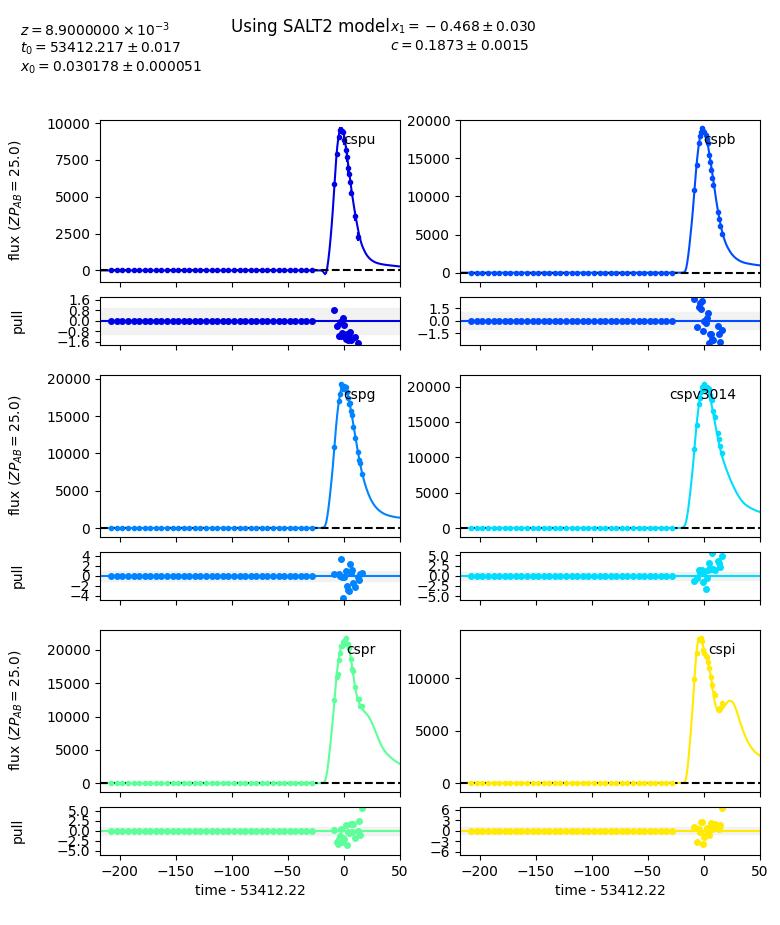 Using SALT2 model
z = 8.9000000 × 10⁻³
t₀ = 53412.217 ± 0.017
x₀ = 0.030178 ± 0.000051
x₁ = −0.468 ± 0.030
c = 0.1873 ± 0.0015
flux (ZP_AB = 25.0)
10000
7500
5000
2500
0
cspu
20000
15000
10000
5000
0
cspb
pull
1.6
0.8
0.0
−0.8
−1.6
1.5
0.0
−1.5
flux (ZP_AB = 25.0)
20000
15000
10000
5000
0
cspg
20000
15000
10000
5000
0
cspv3014
pull
4
2
0
−2
−4
5.0
2.5
0.0
−2.5
−5.0
flux (ZP_AB = 25.0)
20000
15000
10000
5000
0
cspr
10000
5000
0
cspi
pull
5.0
2.5
0.0
−2.5
−5.0
6
3
0
−3
−6
−200 −150 −100 −50 0 50
time - 53412.22
−200 −150 −100 −50 0 50
time - 53412.22